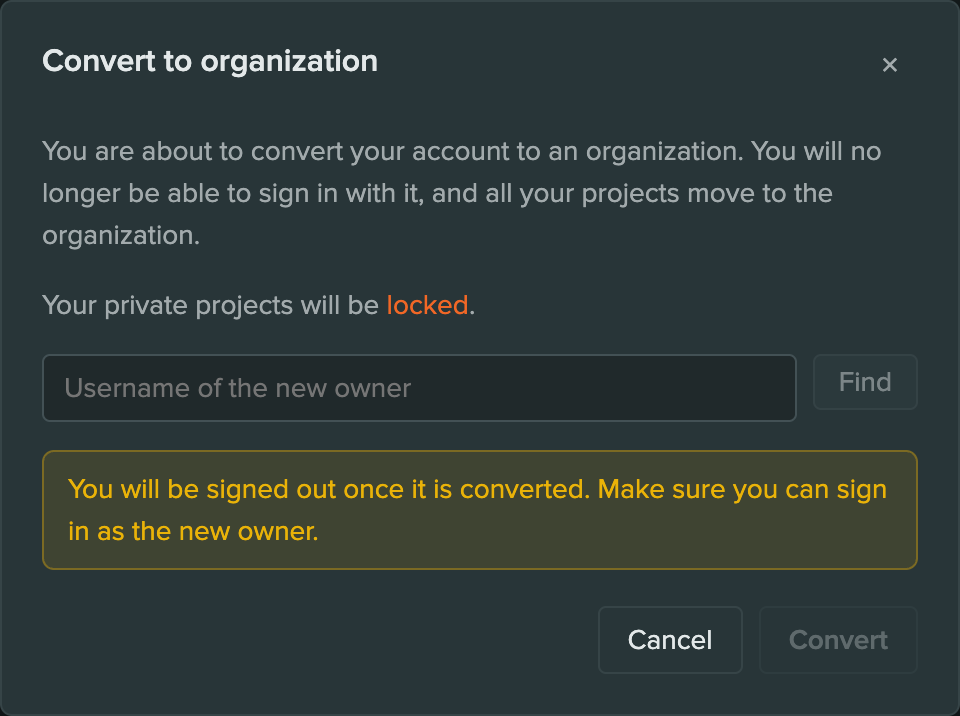 Convert to organization
×
You are about to convert your account to an organization. You will no
longer be able to sign in with it, and all your projects move to the
organization.
Your private projects will be locked.
Username of the new owner
Find
You will be signed out once it is converted. Make sure you can sign
in as the new owner.
Cancel
Convert